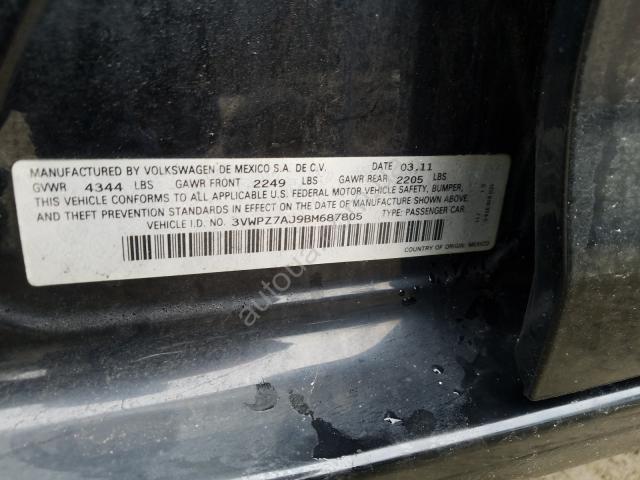 MANUFACTURED BY VOLKSWAGEN DE MEXICO S.A. DE C.V. DATE 03.11
GVWR 4344 LBS GAWR FRONT 2249 LBS GAWR REAR 2205 LBS
THIS VEHICLE CONFORMS TO ALL APPLICABLE U.S. FEDERAL MOTOR VEHICLE SAFETY, BUMPER,
AND THEFT PREVENTION STANDARDS IN EFFECT ON THE DATE OF MANUFACTURE SHOWN ABOVE.
VEHICLE I.D. NO. 3VWPZ7AJ9BM687805 TYPE: PASSENGER CAR.
COUNTRY OF ORIGIN: MEXICO